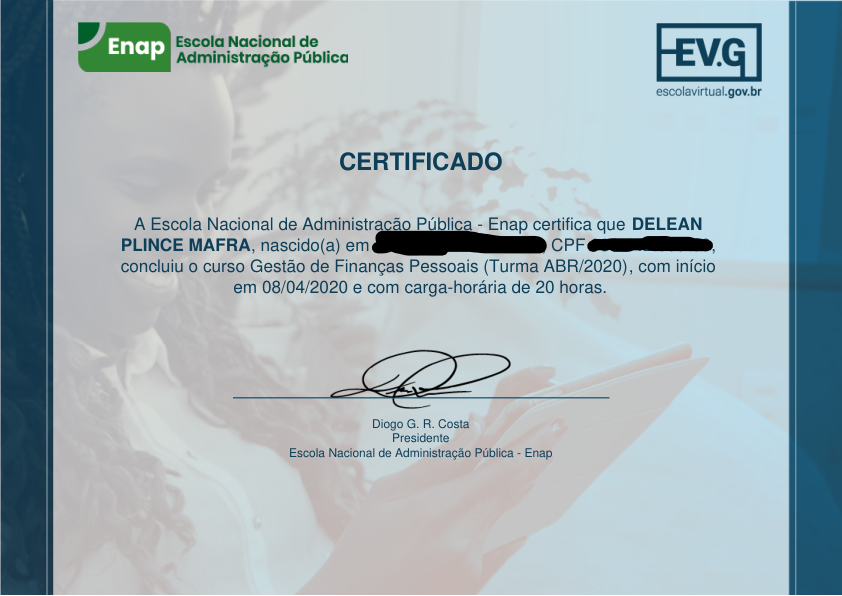 Enap
Escola Nacional de
Administração Pública
EV.G
escolavirtual.gov.br
CERTIFICADO
A Escola Nacional de Administração Pública - Enap certifica que DELEAN
PLINCE MAFRA, nascido(a) em CPF ,
concluiu o curso Gestão de Finanças Pessoais (Turma ABR/2020), com início
em 08/04/2020 e com carga-horária de 20 horas.
Diogo G. R. Costa
Presidente
Escola Nacional de Administração Pública - Enap